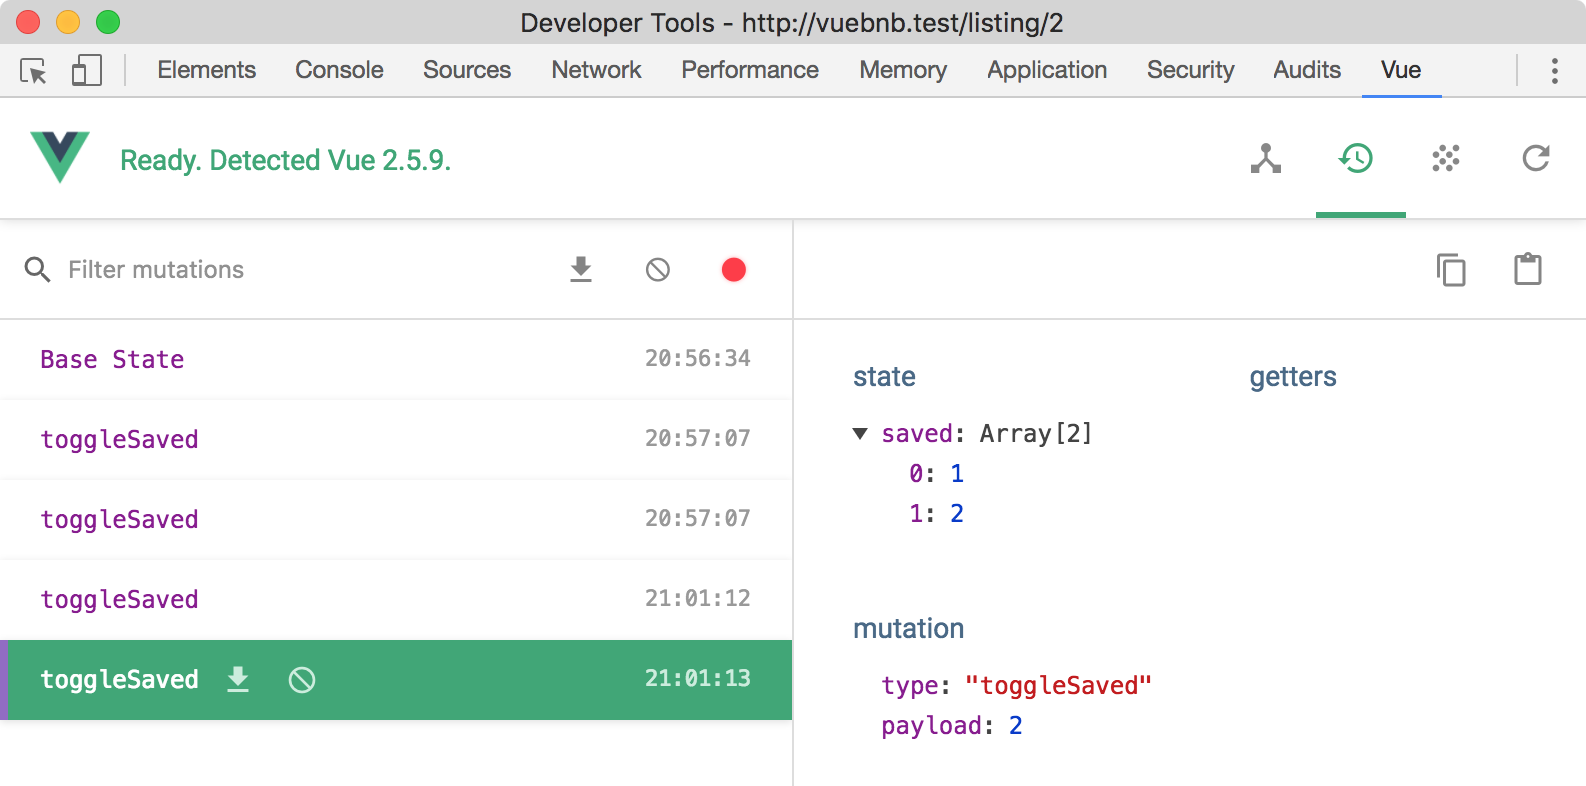 Developer Tools - http://vuebnb.test/listing/2
Elements Console Sources Network Performance Memory Application Security Audits Vue
Ready. Detected Vue 2.5.9.
Filter mutations
Base State 20:56:34
toggleSaved 20:57:07
toggleSaved 20:57:07
toggleSaved 21:01:12
toggleSaved 21:01:13
state getters
saved: Array[2]
0: 1
1: 2
mutation
type: "toggleSaved"
payload: 2